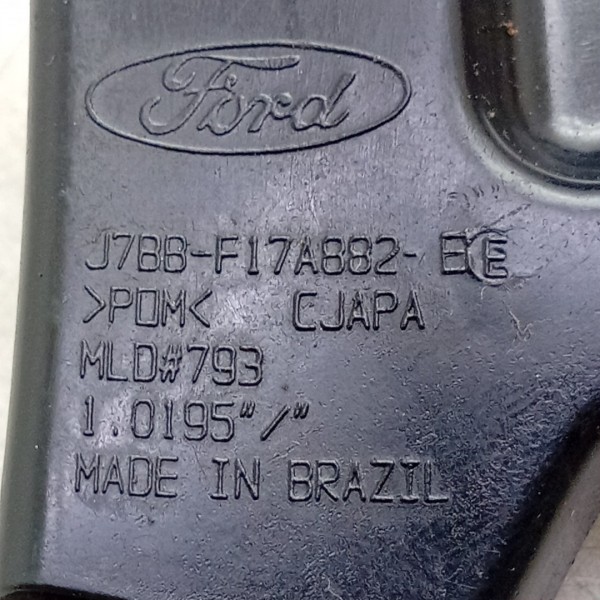 Ford
J7BB-F17A882-BE
>POM< CJAPA
MLD#793
1.0195"/"
MADE IN BRAZIL